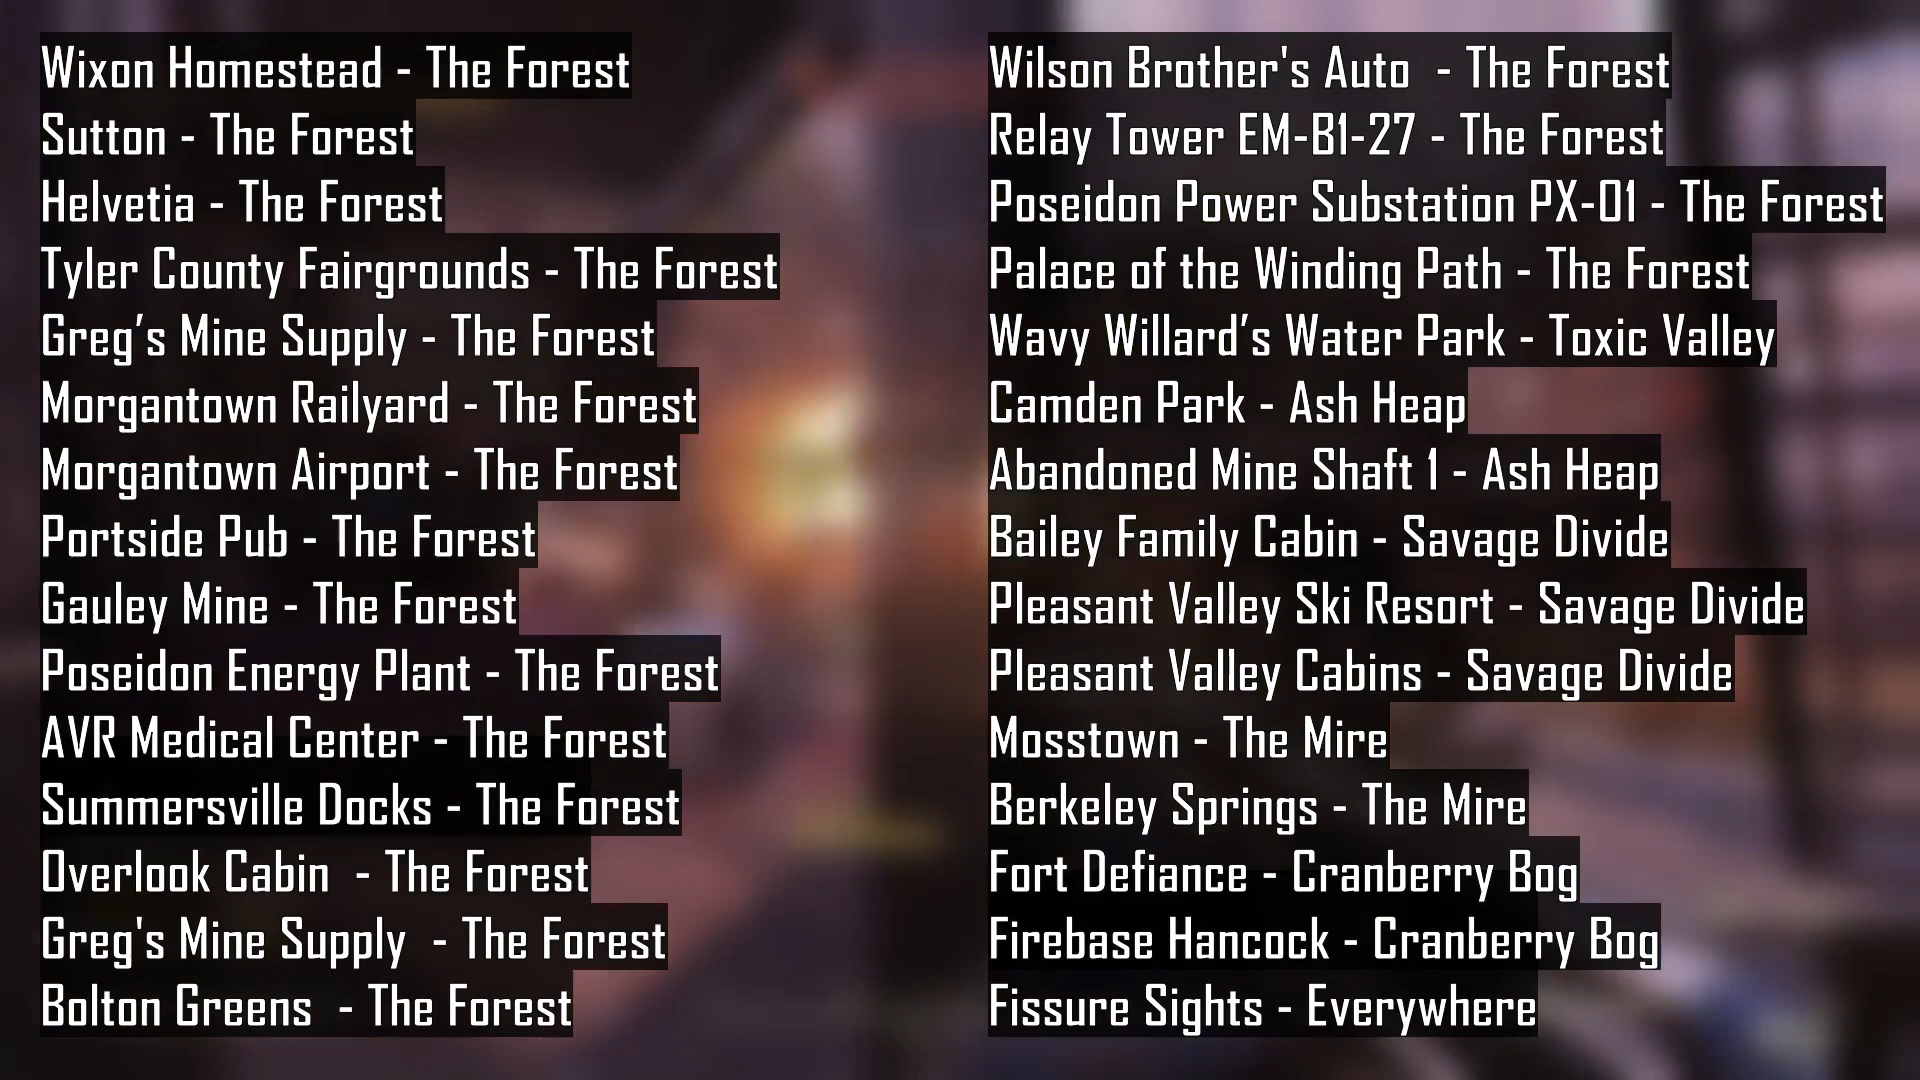 Wixon Homestead - The Forest
Sutton - The Forest
Helvetia - The Forest
Tyler County Fairgrounds - The Forest
Greg’s Mine Supply - The Forest
Morgantown Railyard - The Forest
Morgantown Airport - The Forest
Portside Pub - The Forest
Gauley Mine - The Forest
Poseidon Energy Plant - The Forest
AVR Medical Center - The Forest
Summersville Docks - The Forest
Overlook Cabin  - The Forest
Greg's Mine Supply  - The Forest
Bolton Greens  - The Forest
Wilson Brother's Auto  - The Forest
Relay Tower EM-B1-27 - The Forest
Poseidon Power Substation PX-01 - The Forest
Palace of the Winding Path - The Forest
Wavy Willard’s Water Park - Toxic Valley
Camden Park - Ash Heap
Abandoned Mine Shaft 1 - Ash Heap
Bailey Family Cabin - Savage Divide
Pleasant Valley Ski Resort - Savage Divide
Pleasant Valley Cabins - Savage Divide
Mosstown - The Mire
Berkeley Springs - The Mire
Fort Defiance - Cranberry Bog
Firebase Hancock - Cranberry Bog
Fissure Sights - Everywhere